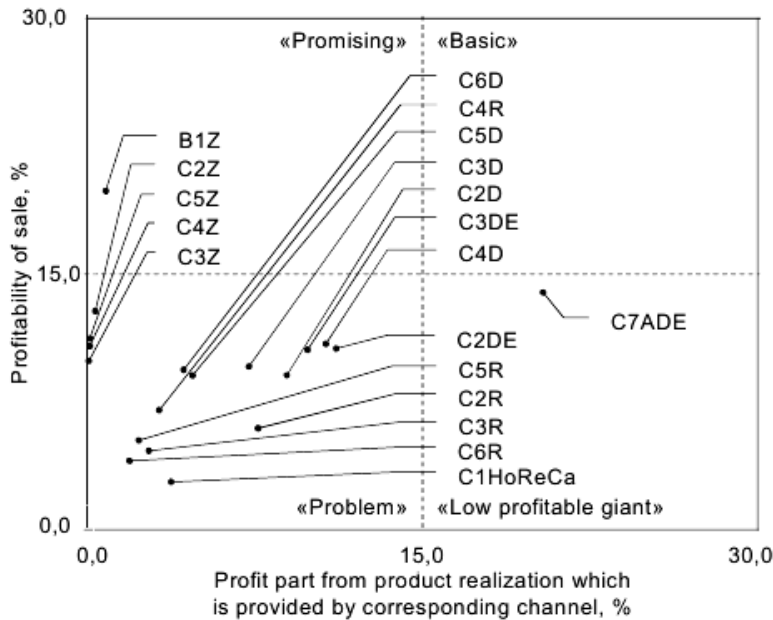 30,0
«Promising» «Basic»
C6D
C4R
B1Z
C5D
C2Z
C3D
C5Z
C2D
C4Z
C3DE
C3Z
C4D
15,0
Profitability of sale, %
C7ADE
C2DE
C5R
C2R
C3R
C6R
C1HoReCa
«Problem» «Low profitable giant»
0,0
0,0 15,0 30,0
Profit part from product realization which
is provided by corresponding channel, %